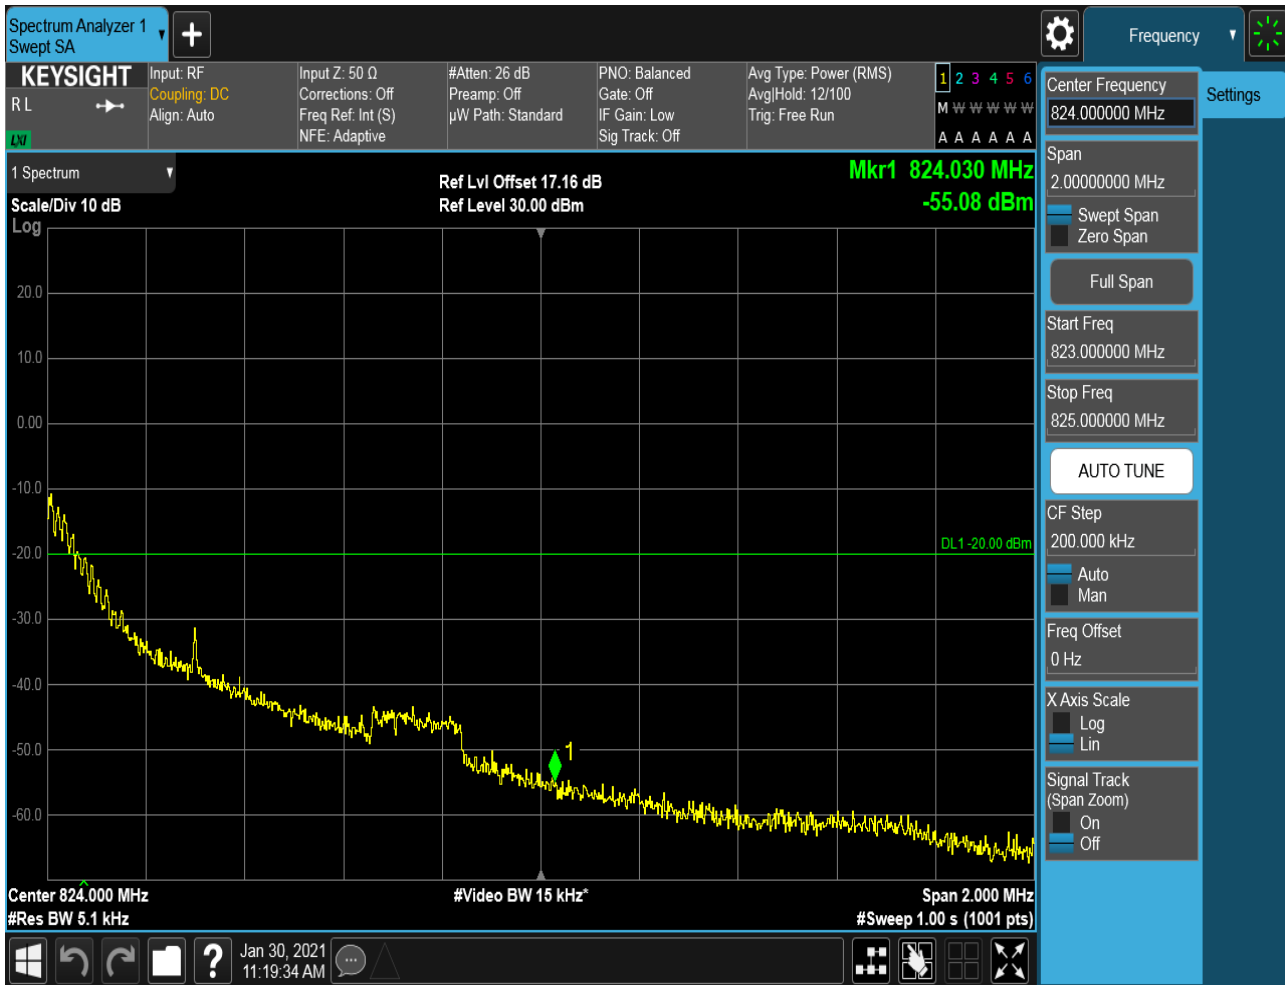 Spectrum Analyzer 1
Swept SA
+
Frequency
KEYSIGHT
R L
LXI
Input: RF
Coupling: DC
Align: Auto
Input Z: 50 Ω
Corrections: Off
Freq Ref: Int (S)
NFE: Adaptive
#Atten: 26 dB
Preamp: Off
µW Path: Standard
PNO: Balanced
Gate: Off
IF Gain: Low
Sig Track: Off
Avg Type: Power (RMS)
Avg|Hold: 12/100
Trig: Free Run
1 2 3 4 5 6
M W W W W W
A A A A A A
1 Spectrum
Scale/Div 10 dB
Log
Ref Lvl Offset 17.16 dB
Ref Level 30.00 dBm
Mkr1 824.030 MHz
-55.08 dBm
20.0
10.0
0.00
-10.0
-20.0
-30.0
-40.0
-50.0
-60.0
DL1 -20.00 dBm
1
Center 824.000 MHz
#Res BW 5.1 kHz
#Video BW 15 kHz*
Span 2.000 MHz
#Sweep 1.00 s (1001 pts)
Center Frequency
824.000000 MHz
Settings
Span
2.00000000 MHz
Swept Span
Zero Span
Full Span
Start Freq
823.000000 MHz
Stop Freq
825.000000 MHz
AUTO TUNE
CF Step
200.000 kHz
Auto
Man
Freq Offset
0 Hz
X Axis Scale
Log
Lin
Signal Track
(Span Zoom)
On
Off
?
Jan 30, 2021
11:19:34 AM